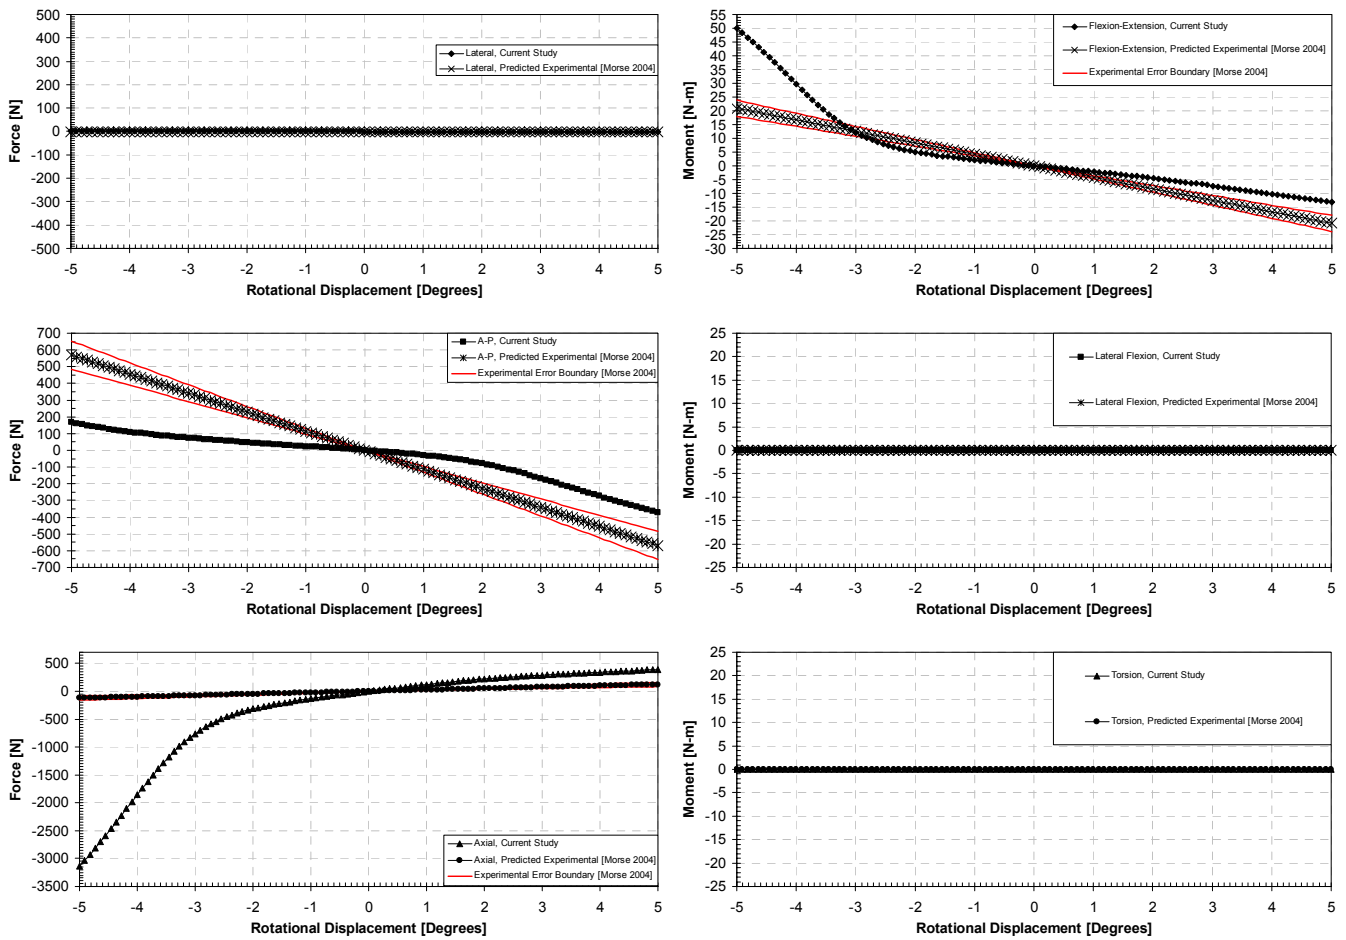 500
400
300
200
100
0
-100
-200
-300
-400
-500
Force [N]
Lateral, Current Study
Lateral, Predicted Experimental [Morse 2004]
-5 -4 -3 -2 -1 0 1 2 3 4 5
Rotational Displacement [Degrees]
55
50
45
40
35
30
25
20
15
10
5
0
-5
-10
-15
-20
-25
-30
Moment [N-m]
Flexion-Extension, Current Study
Flexion-Extension, Predicted Experimental [Morse 2004]
Experimental Error Boundary [Morse 2004]
-5 -4 -3 -2 -1 0 1 2 3 4 5
Rotational Displacement [Degrees]
700
600
500
400
300
200
100
0
-100
-200
-300
-400
-500
-600
-700
Force [N]
A-P, Current Study
A-P, Predicted Experimental [Morse 2004]
Experimental Error Boundary [Morse 2004]
-5 -4 -3 -2 -1 0 1 2 3 4 5
Rotational Displacement [Degrees]
25
20
15
10
5
0
-5
-10
-15
-20
-25
Moment [N-m]
Lateral Flexion, Current Study
Lateral Flexion, Predicted Experimental [Morse 2004]
-5 -4 -3 -2 -1 0 1 2 3 4 5
Rotational Displacement [Degrees]
500
0
-500
-1000
-1500
-2000
-2500
-3000
-3500
Force [N]
Axial, Current Study
Axial, Predicted Experimental [Morse 2004]
Experimental Error Boundary [Morse 2004]
-5 -4 -3 -2 -1 0 1 2 3 4 5
Rotational Displacement [Degrees]
25
20
15
10
5
0
-5
-10
-15
-20
-25
Moment [N-m]
Torsion, Current Study
Torsion, Predicted Experimental [Morse 2004]
-5 -4 -3 -2 -1 0 1 2 3 4 5
Rotational Displacement [Degrees]